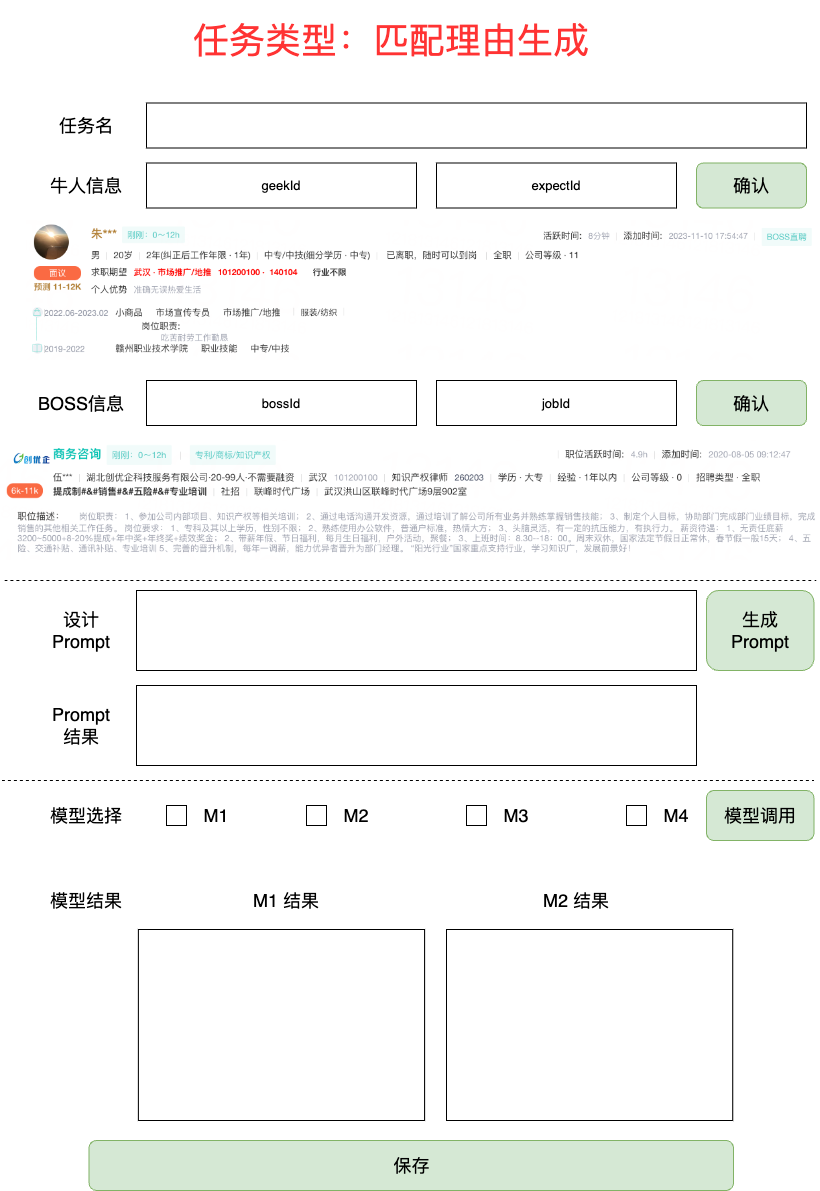 任务类型：匹配理由生成
任务名
牛人信息 geekId expectId 确认
朱*** 刚刚：0～12h 活跃时间： 8分钟 添加时间： 2023-11-10 17:54:47 BOSS直聘
男 20岁 2年(纠正后工作年限 · 1年) 中专/中技(细分学历 · 中专) 已离职，随时可以到岗 全职 公司等级 · 11
面议 求职期望 武汉 · 市场推广/地推 101200100 · 140104 行业不限
预测 11-12K 个人优势 准确无误热爱生活
2022.06-2023.02 小商品 市场宣传专员 市场推广/地推 服装/纺织
岗位职责:
吃苦耐劳工作勤恳
2019-2022 赣州职业技术学院 职业技能 中专/中技
BOSS信息 bossId jobId 确认
创优企 商务咨询 刚刚：0～12h 专利/商标/知识产权 职位活跃时间： 4.9h 添加时间： 2020-08-05 09:12:47
伍*** 湖北创优企科技服务有限公司·20-99人·不需要融资 武汉 101200100 知识产权律师 260203 学历 · 大专 经验 · 1年以内 公司等级 · 0 招聘类型 · 全职
6k-11k 提成制#&#销售#&#五险#&#专业培训 社招 联峰时代广场 武汉洪山区联峰时代广场9层902室
职位描述： 岗位职责： 1、参加公司内部项目，知识产权等相关培训； 2、通过电话沟通开发资源，通过培训了解公司所有业务并熟练掌握销售技能； 3、制定个人目标，协助部门完成部门业绩目标，完成
销售的其他相关工作任务。 岗位要求： 1、专科及其以上学历，性别不限； 2、熟练使用办公软件，普通户标准，热情大方； 3、头脑灵活，有一定的抗压能力，有执行力。 薪资待遇： 1、无责任底薪
3200~5000+8-20%提成+年中奖+年终奖+绩效奖金； 2、带薪年假，节日福利，每月生日福利，户外活动，聚餐； 3、上班时间：8.30—18：00。周末双休，国家法定节假日正常休，春节假一般15天； 4、五
险、交通补贴、通讯补贴、专业培训 5、完善的晋升机制，每年一调薪，能力优异者晋升为部门经理。 "阳光行业"国家重点支持行业，学习知识广，发展前景好！
设计
Prompt
生成
Prompt
Prompt
结果
模型选择 M1 M2 M3 M4 模型调用
模型结果 M1 结果 M2 结果
保存